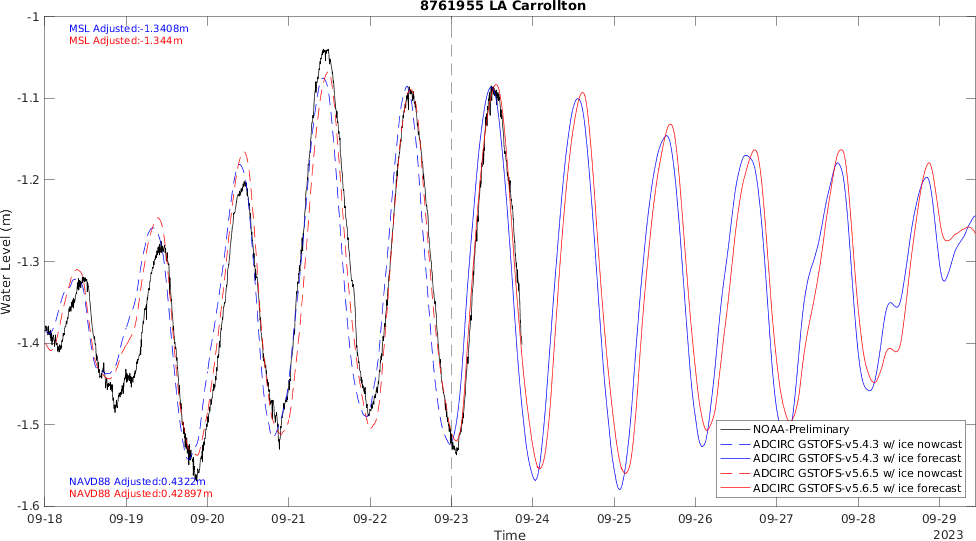 8761955 LA Carrollton
MSL Adjusted:-1.3408m
MSL Adjusted:-1.344m
-1
-1.1
-1.2
-1.3
-1.4
-1.5
-1.6
Water Level (m)
NAVD88 Adjusted:0.4322m
NAVD88 Adjusted:0.42897m
NOAA-Preliminary
ADCIRC GSTOFS-v5.4.3 w/ ice nowcast
ADCIRC GSTOFS-v5.4.3 w/ ice forecast
ADCIRC GSTOFS-v5.6.5 w/ ice nowcast
ADCIRC GSTOFS-v5.6.5 w/ ice forecast
09-18 09-19 09-20 09-21 09-22 09-23 09-24 09-25 09-26 09-27 09-28 09-29
Time
2023